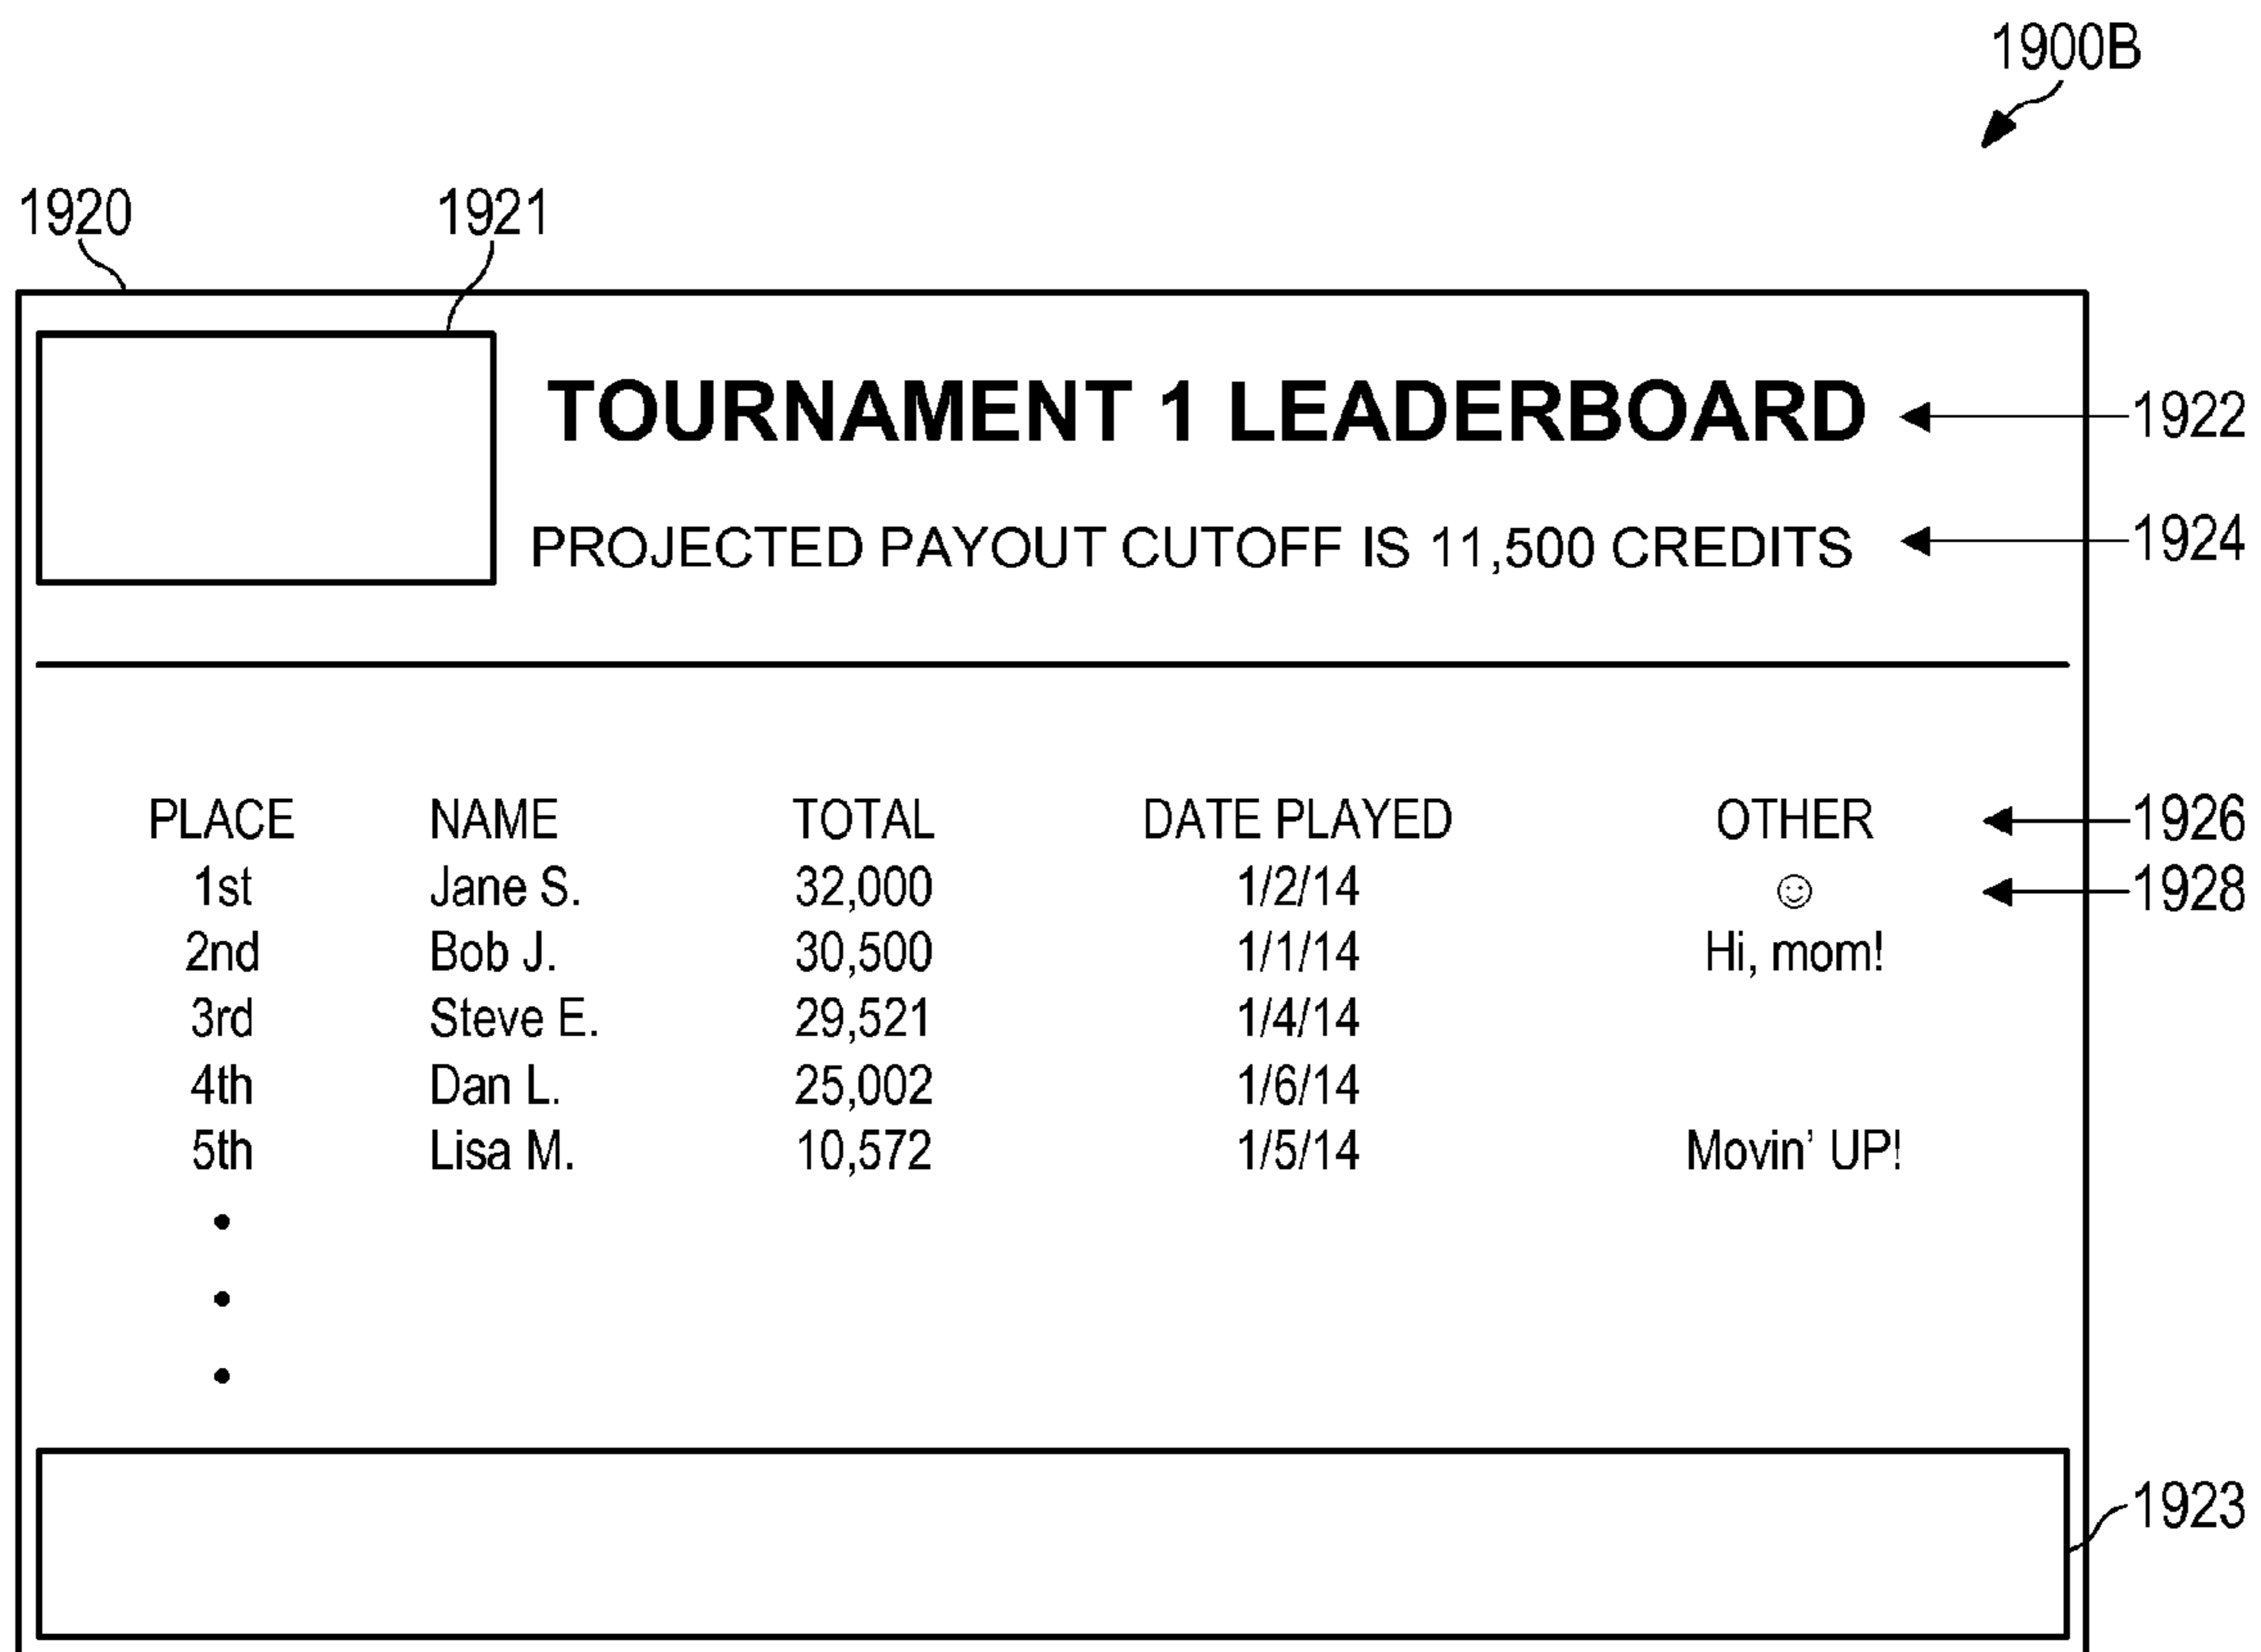 1900B
1920 1921
TOURNAMENT 1 LEADERBOARD 1922
PROJECTED PAYOUT CUTOFF IS 11,500 CREDITS 1924
PLACE NAME TOTAL DATE PLAYED OTHER 1926
1st Jane S. 32,000 1/2/14 ☺ 1928
2nd Bob J. 30,500 1/1/14 Hi, mom!
3rd Steve E. 29,521 1/4/14
4th Dan L. 25,002 1/6/14
5th Lisa M. 10,572 1/5/14 Movin’ UP!
1923